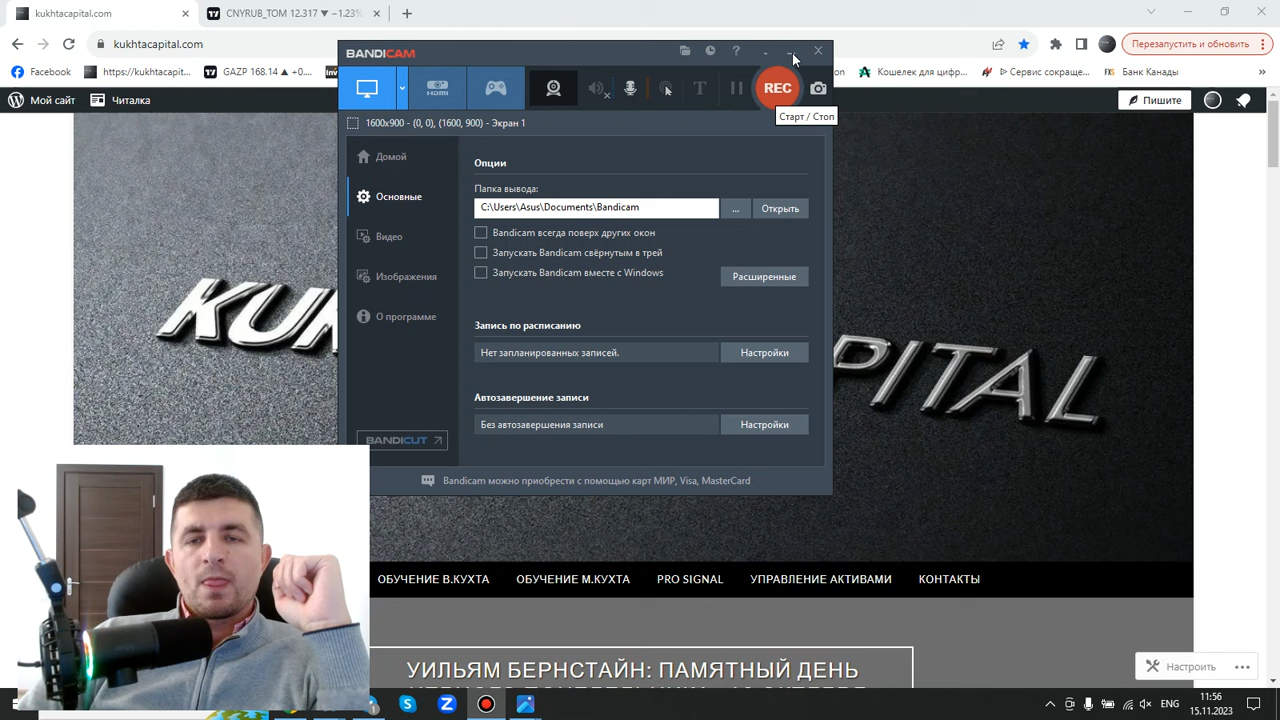 kukhtacapital.com
CNYRUB_TOM 12.317 ▼ −1.23%
kukhtacapital.com
Перезапустить и обновить
Facebook
https://kukhtacapital...
GAZP 168.14 ▲ +0....
Кошелек для цифр...
Сервис сокраще...
Банк Канады
Мой сайт
Читалка
Пишите
BANDICAM
HDMI
T
REC
Старт / Стоп
1600x900 - (0, 0), (1600, 900) - Экран 1
Домой
Основные
Видео
Изображения
О программе
BANDICUT
Опции
Папка вывода:
C:\Users\Asus\Documents\Bandicam
...
Открыть
Bandicam всегда поверх других окон
Запускать Bandicam свёрнутым в трей
Запускать Bandicam вместе с Windows
Расширенные
Запись по расписанию
Нет запланированных записей.
Настройки
Автозавершение записи
Без автозавершения записи
Настройки
Bandicam можно приобрести с помощью карт МИР, Visa, MasterCard
KUK
PITAL
ОБУЧЕНИЕ В.КУХТА
ОБУЧЕНИЕ М.КУХТА
PRO SIGNAL
УПРАВЛЕНИЕ АКТИВАМИ
КОНТАКТЫ
УИЛЬЯМ БЕРНСТАЙН: ПАМЯТНЫЙ ДЕНЬ
Настроить
11:56
15.11.2023